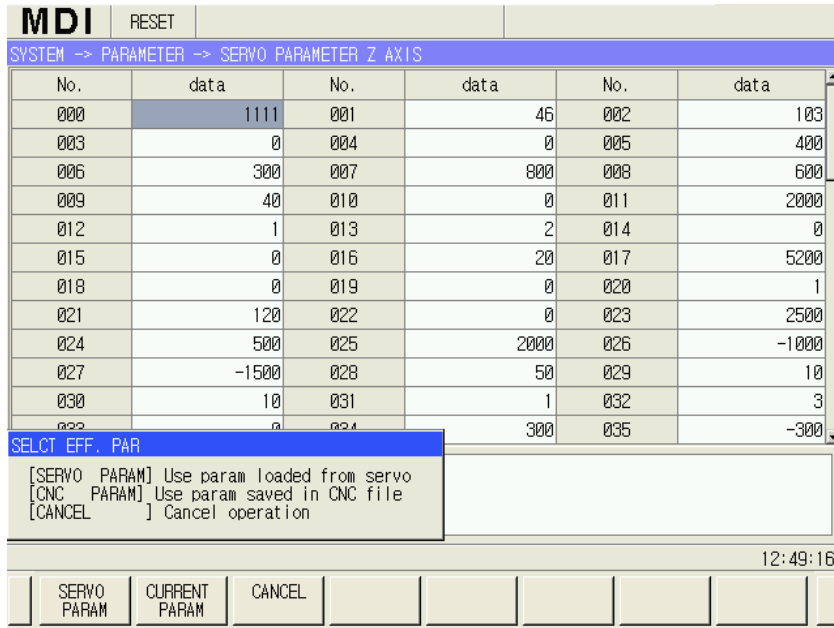 MDI RESET
SYSTEM -> PARAMETER -> SERVO PARAMETER Z AXIS
No. data No. data No. data
000 1111 001 46 002 103
003 0 004 0 005 400
006 300 007 800 008 600
009 40 010 0 011 2000
012 1 013 2 014 0
015 0 016 20 017 5200
018 0 019 0 020 1
021 120 022 0 023 2500
024 500 025 2000 026 -1000
027 -1500 028 50 029 10
030 10 031 1 032 3
033 0 034 300 035 -300
SELCT EFF. PAR
[SERVO PARAM] Use param loaded from servo
[CNC PARAM] Use param saved in CNC file
[CANCEL ] Cancel operation
12:49:16
SERVO PARAM CURRENT PARAM CANCEL